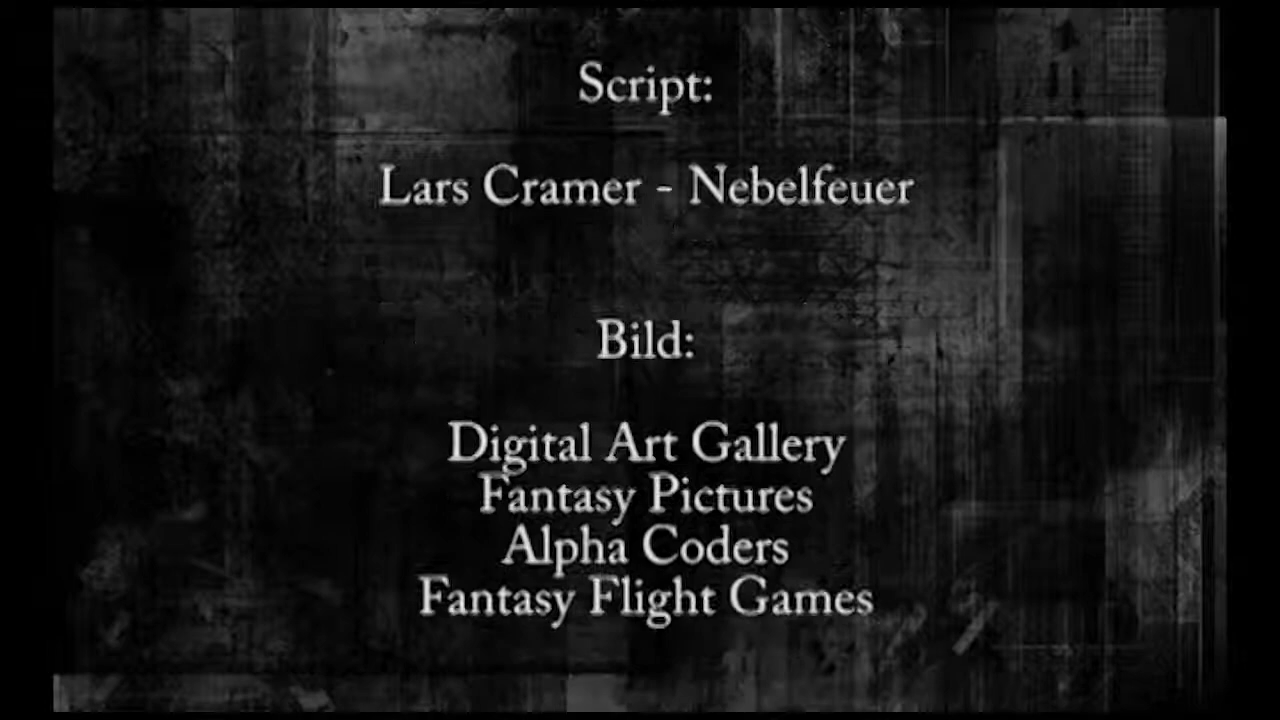 Script:
Lars Cramer - Nebelfeuer
Bild:
Digital Art Gallery
Fantasy Pictures
Alpha Coders
Fantasy Flight Games